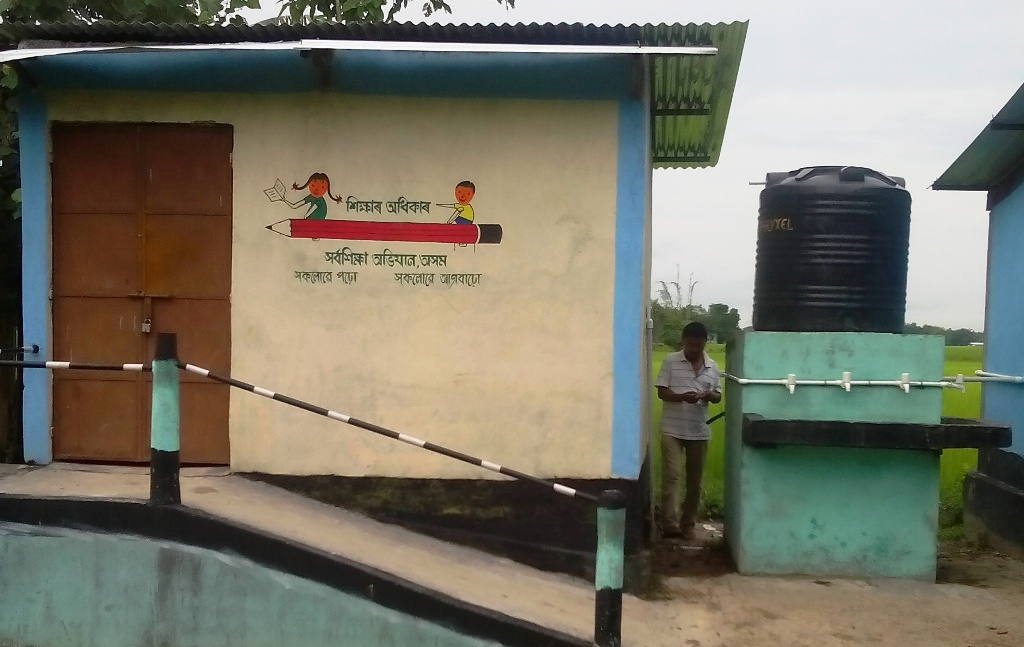 শিক্ষাৰ অধিকাৰ
সৰ্বশিক্ষা অভিযান, অসম
সকলোৱে পঢ়ো সকলোৱে আগবাঢ়ো